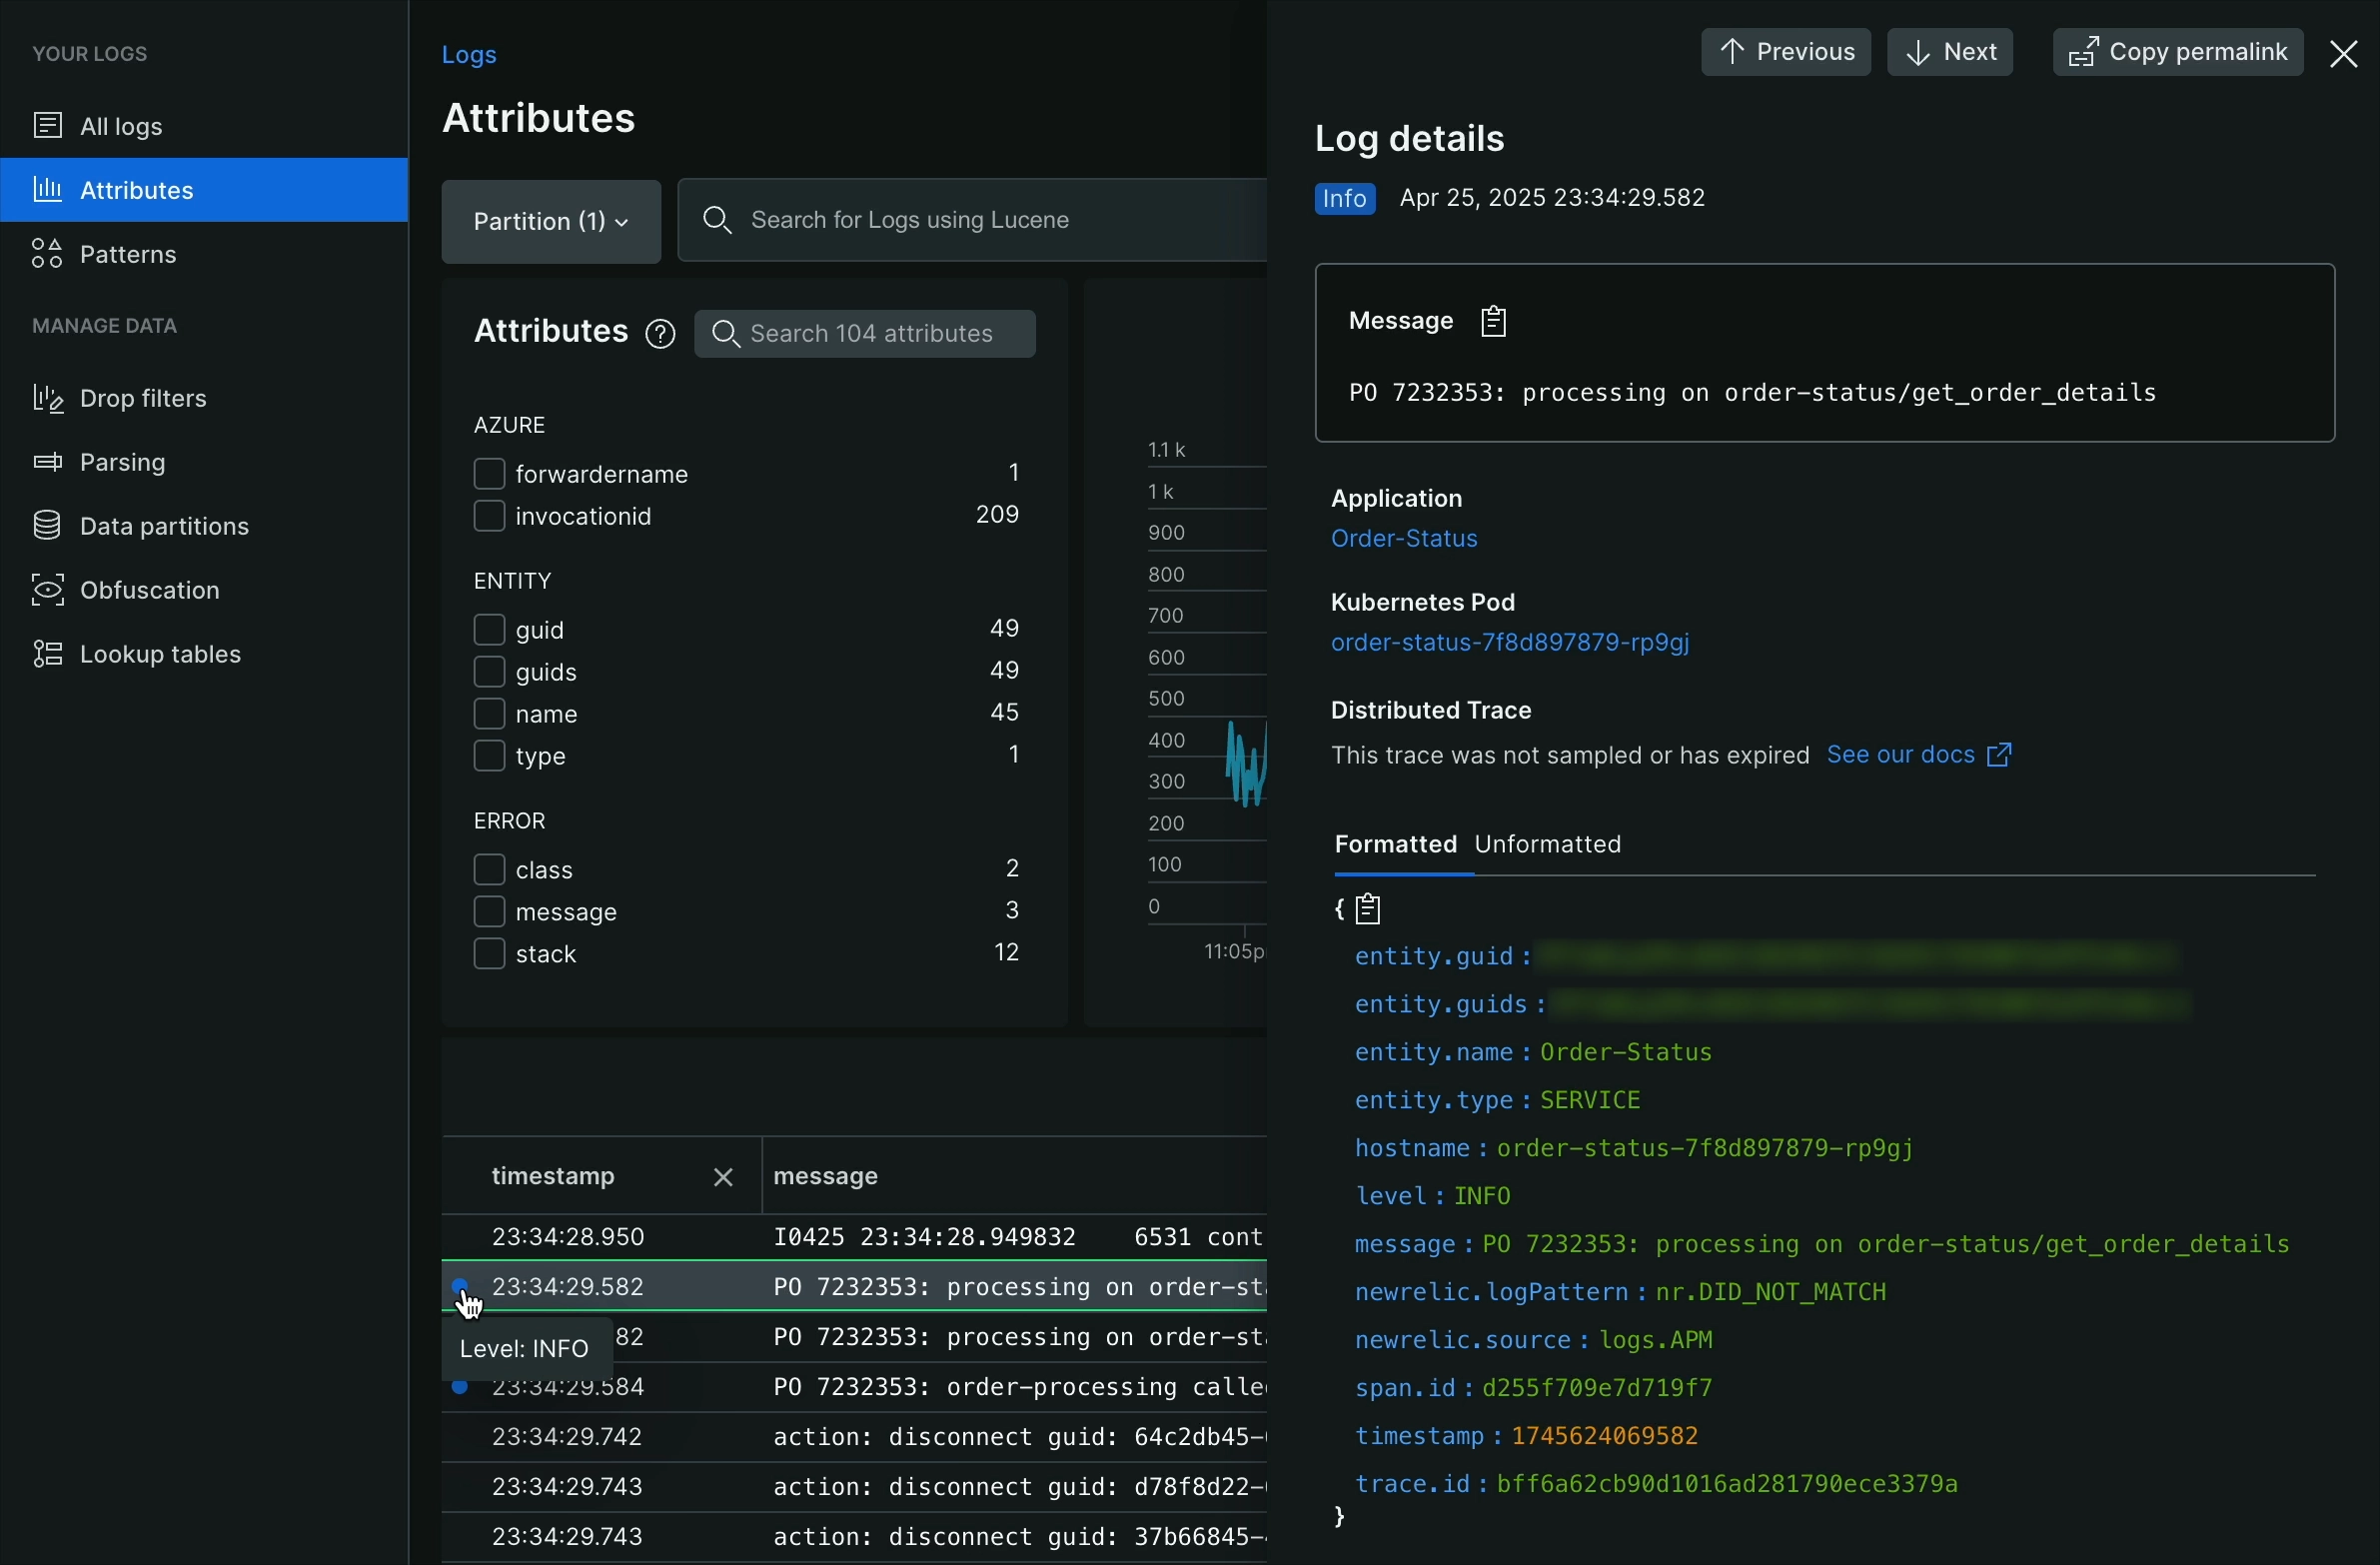 YOUR LOGS
All logs
Attributes
Patterns
MANAGE DATA
Drop filters
Parsing
Data partitions
Obfuscation
Lookup tables
Logs
Attributes
Partition (1)
Search for Logs using Lucene
Attributes
Search 104 attributes
AZURE
forwardername 1
invocationid 209
ENTITY
guid 49
guids 49
name 45
type 1
ERROR
class 2
message 3
stack 12
1.1 k
1 k
900
800
700
600
500
400
300
200
100
0
11:05p
timestamp message
23:34:28.950 I0425 23:34:28.949832 6531 cont
23:34:29.582 PO 7232353: processing on order-sta
82 PO 7232353: processing on order-sta
Level: INFO
23:34:29.584 PO 7232353: order-processing calle
23:34:29.742 action: disconnect guid: 64c2db45-
23:34:29.743 action: disconnect guid: d78f8d22-
23:34:29.743 action: disconnect guid: 37b66845-
Previous
Next
Copy permalink
Log details
Info Apr 25, 2025 23:34:29.582
Message
PO 7232353: processing on order-status/get_order_details
Application
Order-Status
Kubernetes Pod
order-status-7f8d897879-rp9gj
Distributed Trace
This trace was not sampled or has expired See our docs
Formatted Unformatted
{
entity.guid :
entity.guids :
entity.name : Order-Status
entity.type : SERVICE
hostname : order-status-7f8d897879-rp9gj
level : INFO
message : PO 7232353: processing on order-status/get_order_details
newrelic.logPattern : nr.DID_NOT_MATCH
newrelic.source : logs.APM
span.id : d255f709e7d719f7
timestamp : 1745624069582
trace.id : bff6a62cb90d1016ad281790ece3379a
}